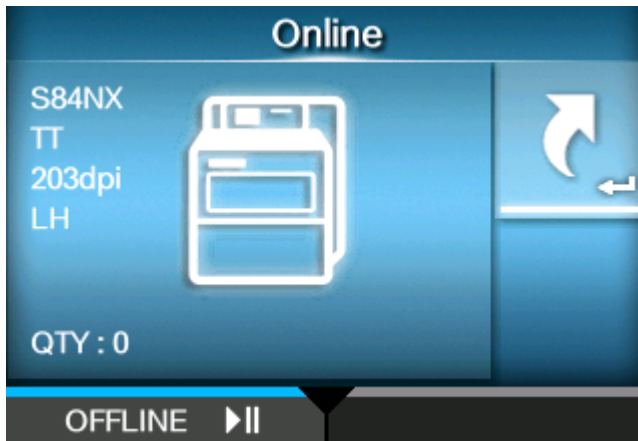 Online
S84NX
TT
203dpi
LH
QTY : 0
OFFLINE